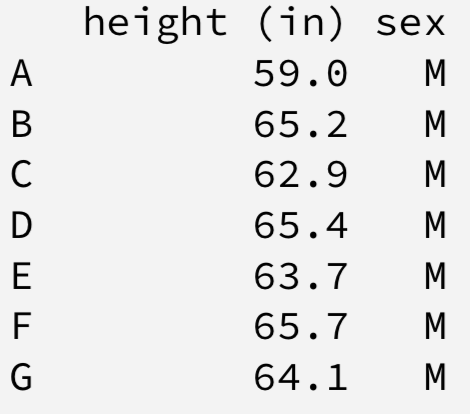 height (in) sex
A 59.0 M
B 65.2 M
C 62.9 M
D 65.4 M
E 63.7 M
F 65.7 M
G 64.1 M